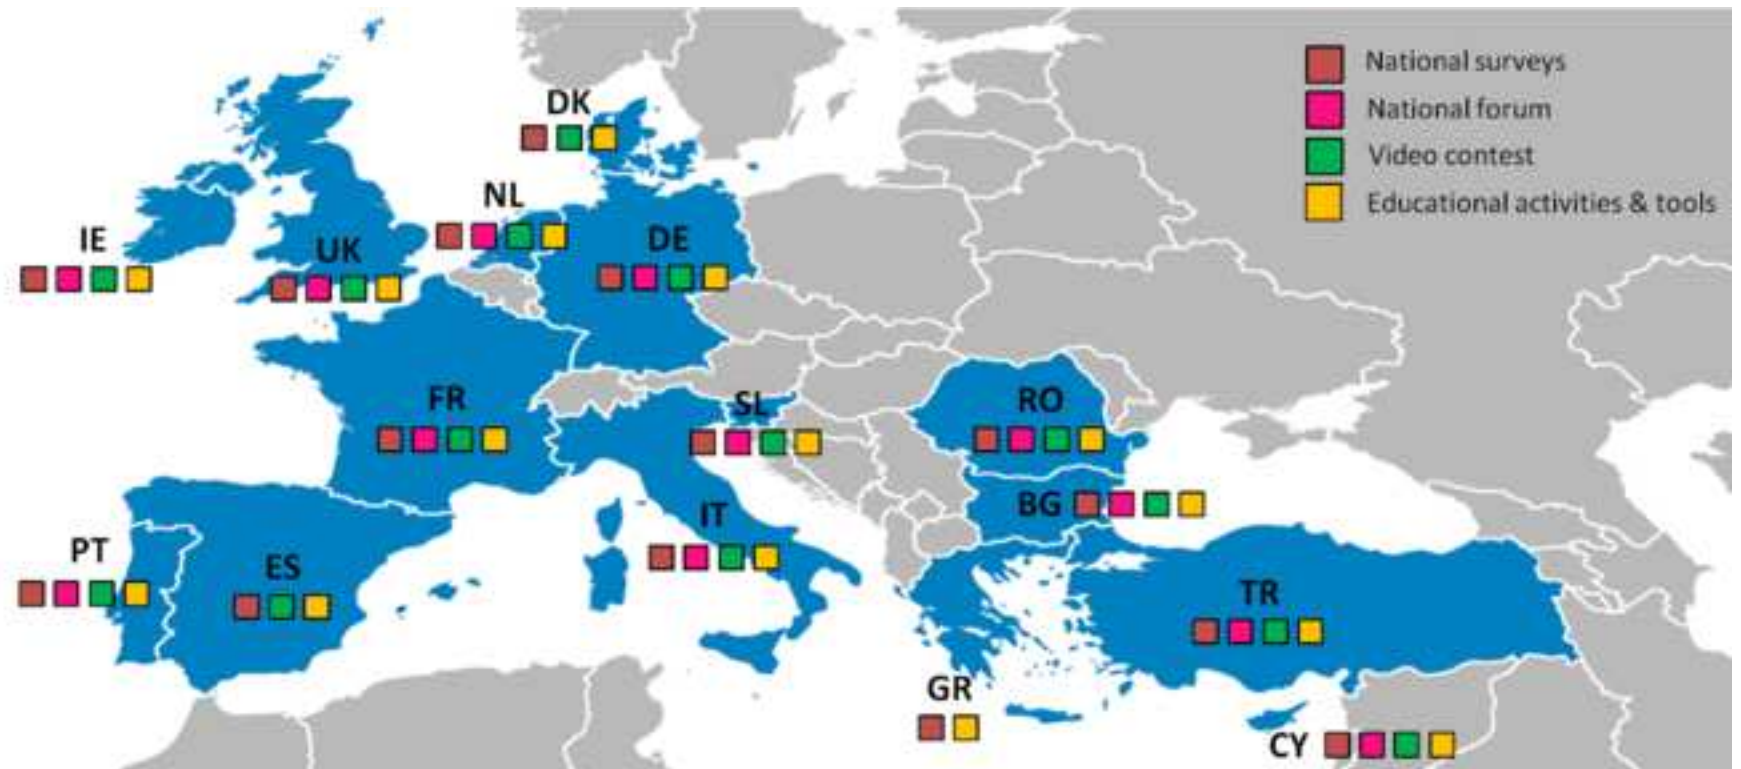 National surveys
National forum
Video contest
Educational activities & tools
DK
NL
IE
UK
DE
FR
SL
RO
BG
IT
PT
ES
TR
GR
CY